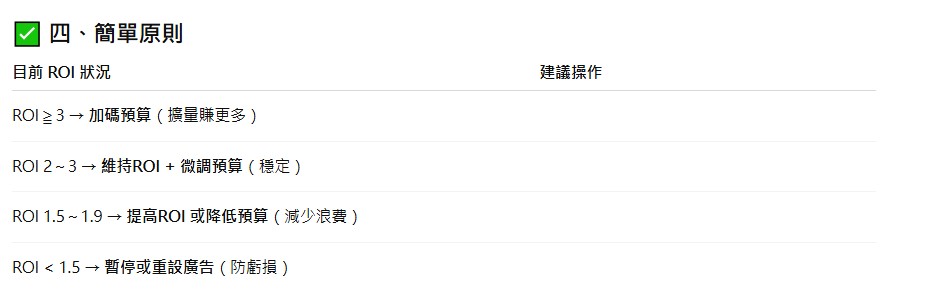 ✅ 四、簡單原則
目前 ROI 狀況 建議操作
ROI ≧ 3 → 加碼預算（擴量賺更多）
ROI 2～3 → 維持ROI + 微調預算（穩定）
ROI 1.5～1.9 → 提高ROI 或降低預算（減少浪費）
ROI < 1.5 → 暫停或重設廣告（防虧損）